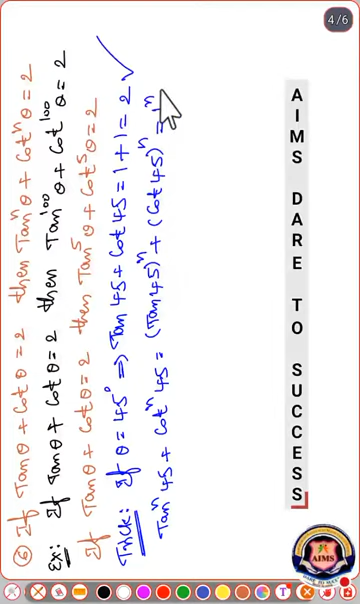 4/6
⑥ If Tanθ + Cotθ = 2 then Tanⁿθ + Cotⁿθ = 2
Ex: If Tanθ + Cotθ = 2 then Tan¹⁰⁰θ + Cot¹⁰⁰θ = 2
If Tanθ + Cotθ = 2 then Tan⁵θ + Cot⁵θ = 2
Trick: If θ = 45° ⇒ Tan 45 + Cot 45 = 1 + 1 = 2 ✓
Tanⁿ 45 + Cotⁿ 45 = (Tan 45)ⁿ + (Cot 45)ⁿ = 1ⁿ
AIMS DARE TO SUCCESS
AIMS